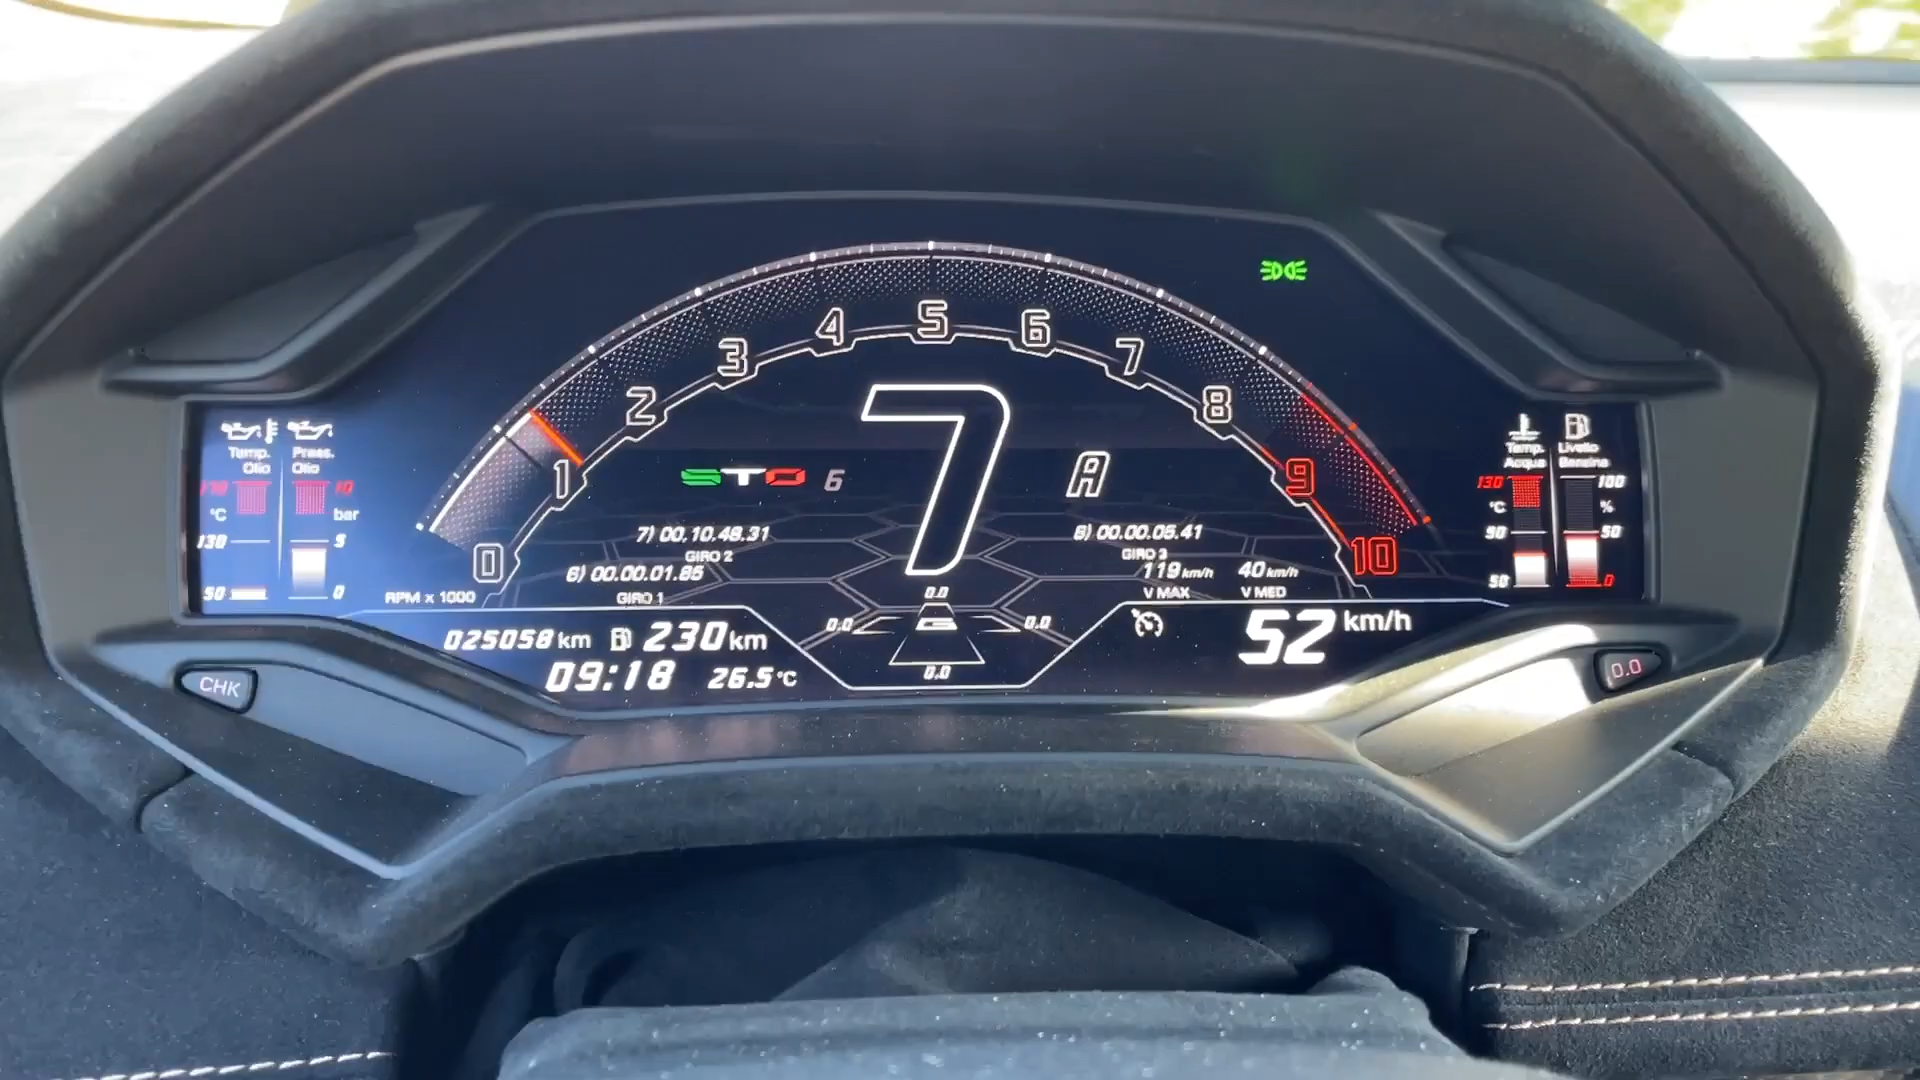 0 1 2 3 4 5 6 7 8 9 10
RPM x 1000
Temp. Olio
Press. Olio
10
°C
bar
130
5
50
0
STO 6
7
A
7) 00.10.48.31
GIRO 2
6) 00.00.01.85
GIRO 1
6) 00.00.05.41
GIRO 3
119 km/h 40 km/h
V MAX V MED
0.0
0.0 0.0
0.0
025058 km 230 km
09:18 26.5 °C
52 km/h
Temp. Acqua
Livello Benzina
130 100
°C %
90 50
50 0
CHK
0.0